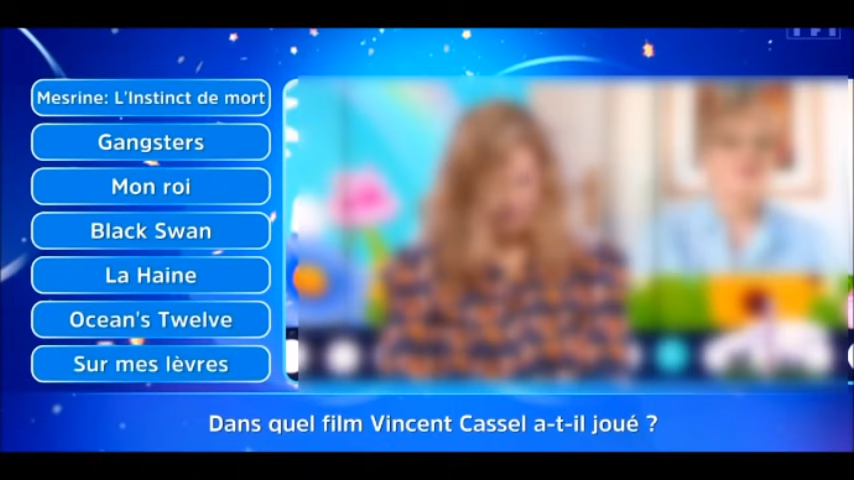 Mesrine: L'Instinct de mort
Gangsters
Mon roi
Black Swan
La Haine
Ocean's Twelve
Sur mes lèvres
Dans quel film Vincent Cassel a-t-il joué ?